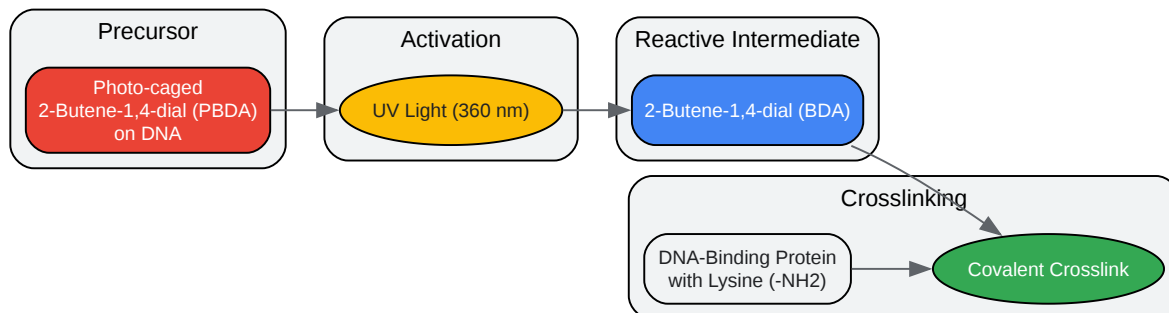 Precursor
Photo-caged
2-Butene-1,4-dial (PBDA)
on DNA
Activation
UV Light (360 nm)
Reactive Intermediate
2-Butene-1,4-dial (BDA)
Crosslinking
DNA-Binding Protein
with Lysine (-NH2)
Covalent Crosslink